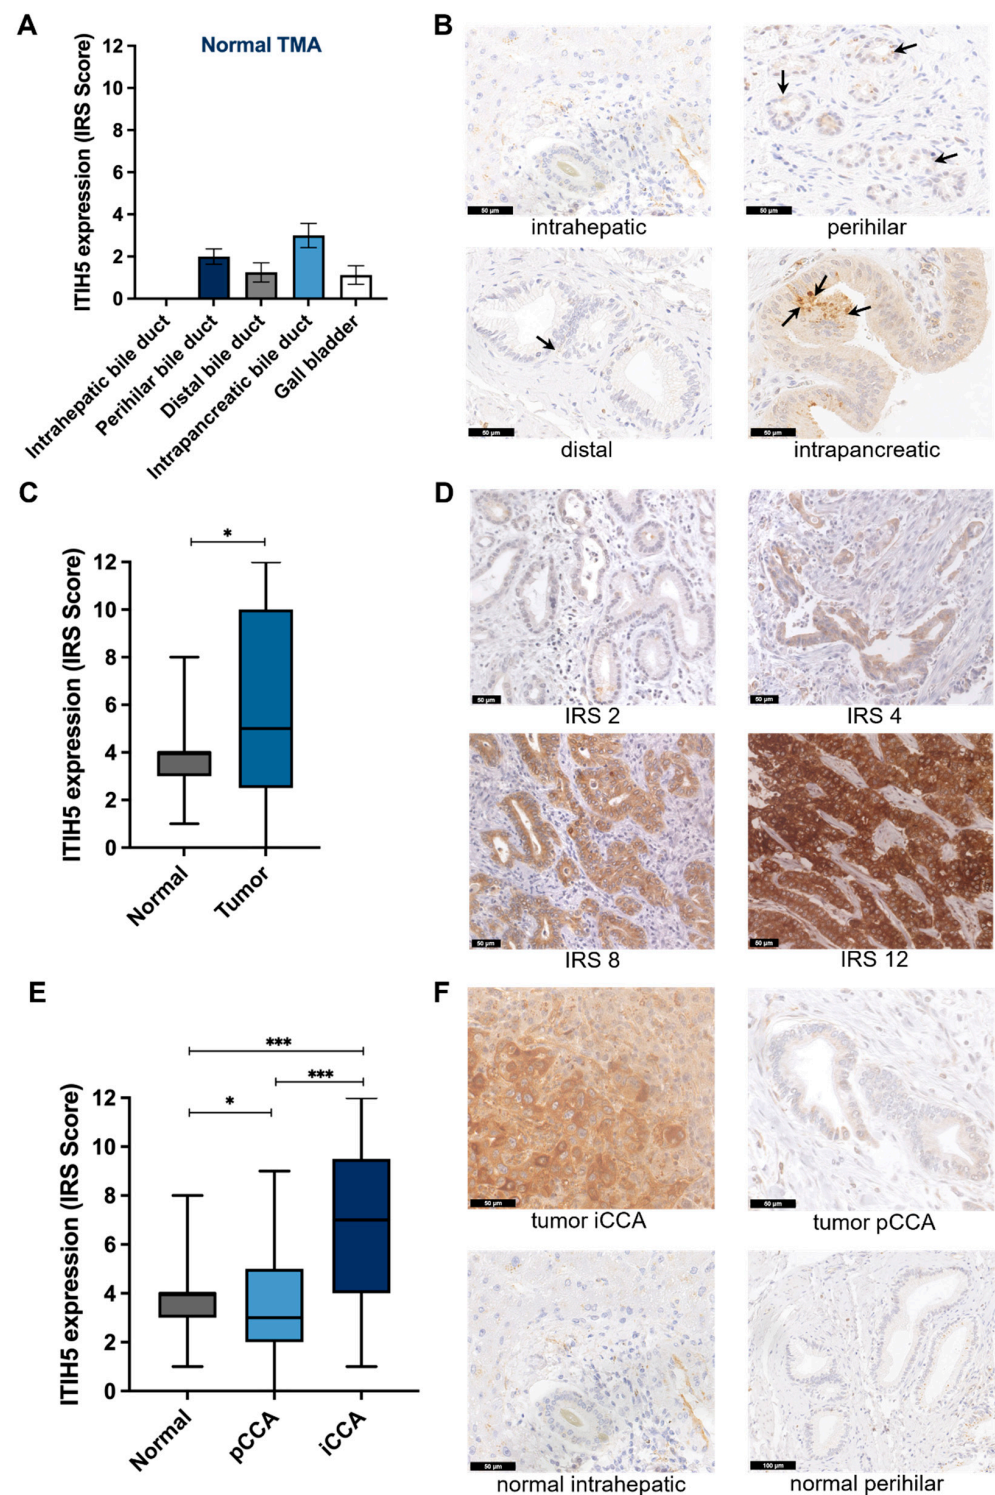 A
Normal TMA
ITIH5 expression (IRS Score)
12
10
8
6
4
2
0
Intrahepatic bile duct
Perihilar bile duct
Distal bile duct
Intrapancreatic bile duct
Gall bladder
B
50 µm
intrahepatic
50 µm
perihilar
50 µm
distal
50 µm
intrapancreatic
C
*
ITIH5 expression (IRS Score)
12
10
8
6
4
2
0
Normal
Tumor
D
50 µm
IRS 2
50 µm
IRS 4
50 µm
IRS 8
50 µm
IRS 12
E
***
***
*
ITIH5 expression (IRS Score)
12
10
8
6
4
2
0
Normal
pCCA
iCCA
F
50 µm
tumor iCCA
50 µm
tumor pCCA
50 µm
normal intrahepatic
100 µm
normal perihilar